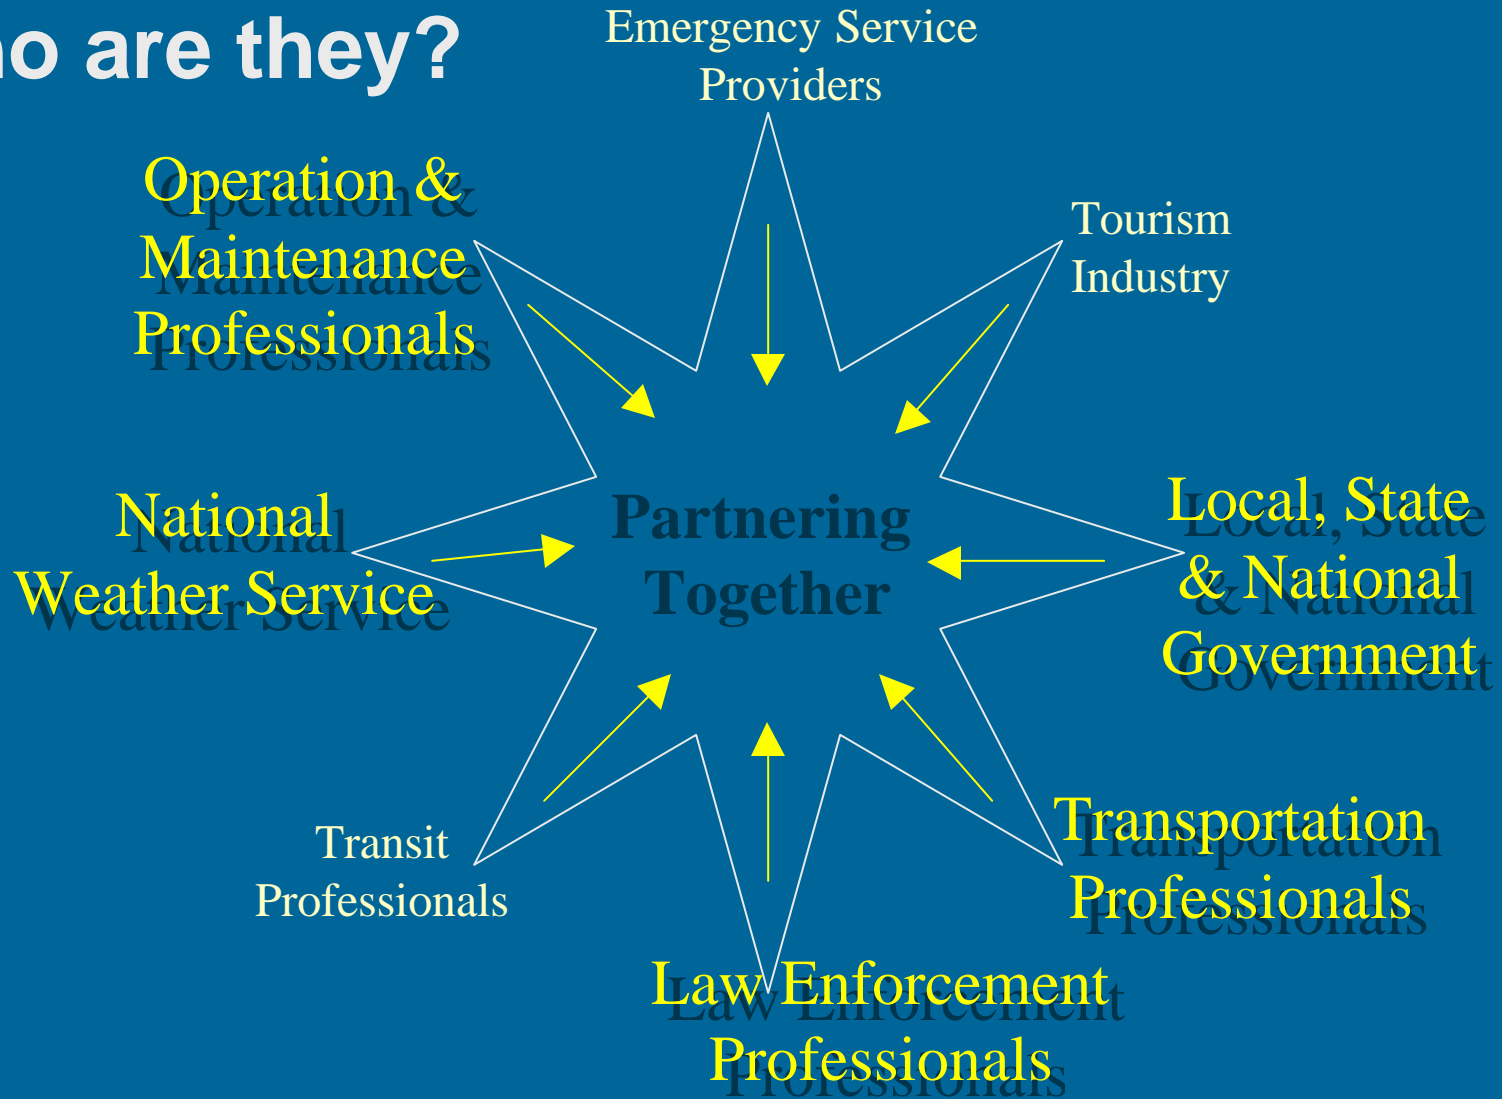 o are they?
Emergency Service
Providers
Operation &
Maintenance
Professionals
Tourism
Industry
National
Weather Service
Partnering
Together
Local, State
& National
Government
Transit
Professionals
Transportation
Professionals
Law Enforcement
Professionals